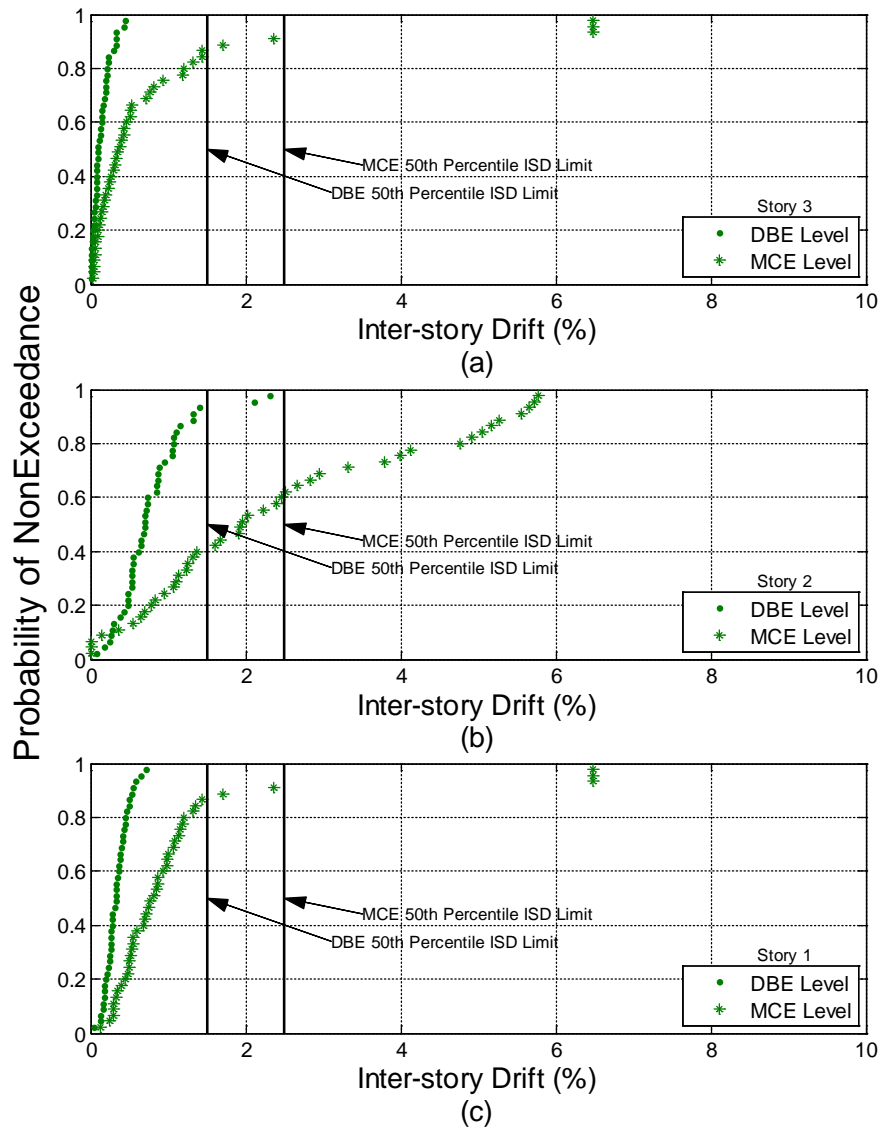 Probability of NonExceedance
1
0.8
0.6
0.4
0.2
0
MCE 50th Percentile ISD Limit
DBE 50th Percentile ISD Limit
Story 3
DBE Level
MCE Level
0 2 4 6 8 10
Inter-story Drift (%)
(a)
1
0.8
0.6
0.4
0.2
0
MCE 50th Percentile ISD Limit
DBE 50th Percentile ISD Limit
Story 2
DBE Level
MCE Level
0 2 4 6 8 10
Inter-story Drift (%)
(b)
1
0.8
0.6
0.4
0.2
0
MCE 50th Percentile ISD Limit
DBE 50th Percentile ISD Limit
Story 1
DBE Level
MCE Level
0 2 4 6 8 10
Inter-story Drift (%)
(c)